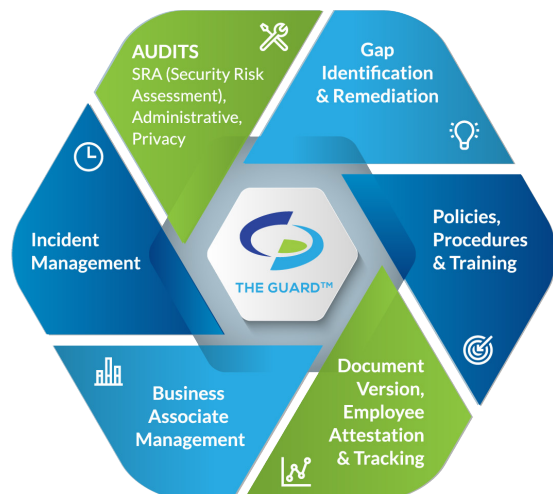 AUDITS
SRA (Security Risk
Assessment),
Administrative,
Privacy
Gap
Identification
& Remediation
Policies,
Procedures
& Training
Document
Version,
Employee
Attestation
& Tracking
Business
Associate
Management
Incident
Management
THE GUARD™